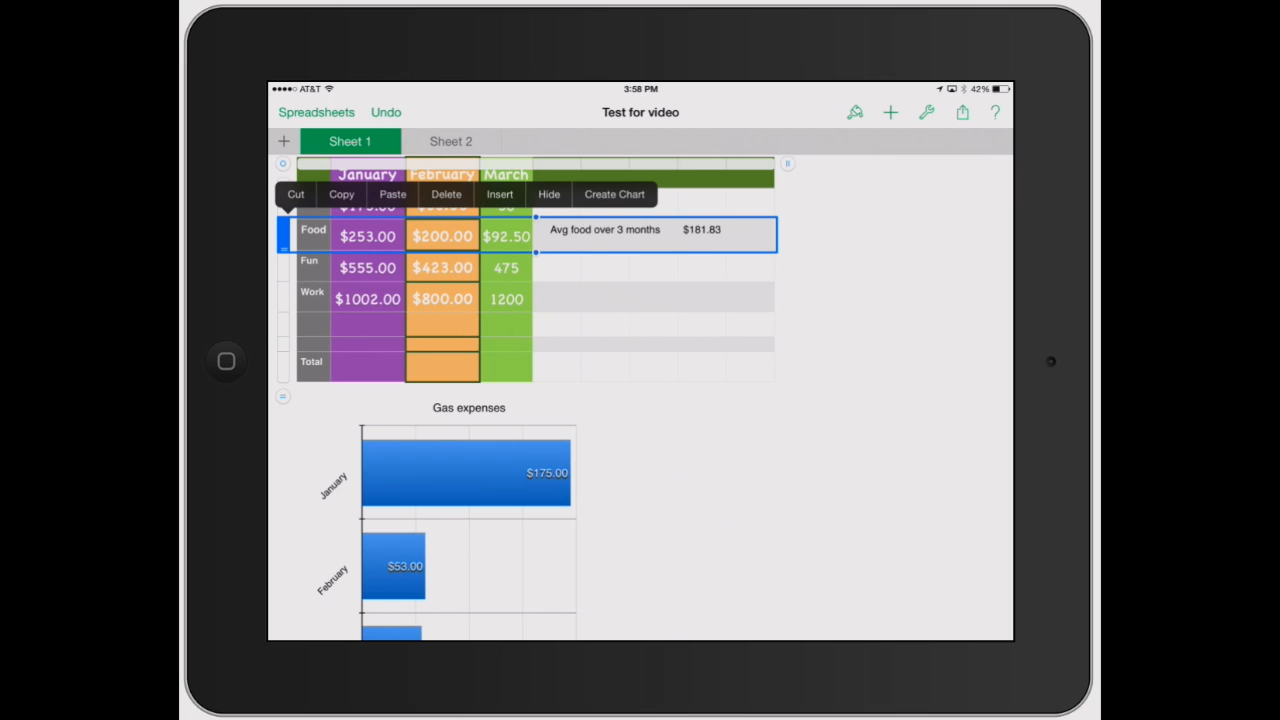 AT&T 3:58 PM 42%
Spreadsheets Undo Test for video
Sheet 1 Sheet 2
January February March
Cut Copy Paste Delete Insert Hide Create Chart
Food $253.00 $200.00 $92.50 Avg food over 3 months $181.83
Fun $555.00 $423.00 475
Work $1002.00 $800.00 1200
Total
Gas expenses
$175.00
January
$53.00
February